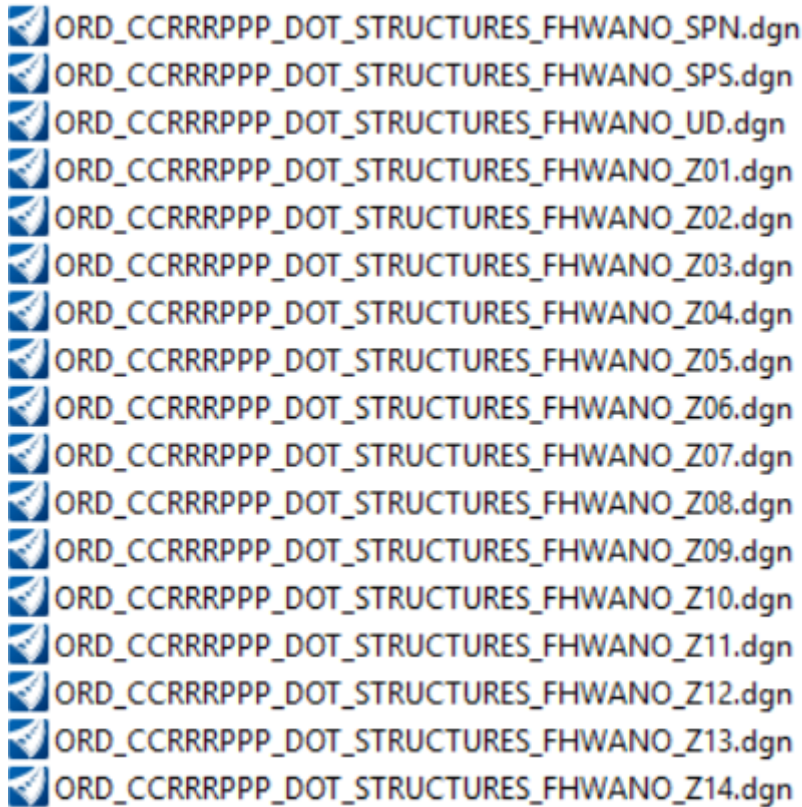 ORD_CCRRRPPP_DOT_STRUCTURES_FHWANO_SPN.dgn
ORD_CCRRRPPP_DOT_STRUCTURES_FHWANO_SPS.dgn
ORD_CCRRRPPP_DOT_STRUCTURES_FHWANO_UD.dgn
ORD_CCRRRPPP_DOT_STRUCTURES_FHWANO_Z01.dgn
ORD_CCRRRPPP_DOT_STRUCTURES_FHWANO_Z02.dgn
ORD_CCRRRPPP_DOT_STRUCTURES_FHWANO_Z03.dgn
ORD_CCRRRPPP_DOT_STRUCTURES_FHWANO_Z04.dgn
ORD_CCRRRPPP_DOT_STRUCTURES_FHWANO_Z05.dgn
ORD_CCRRRPPP_DOT_STRUCTURES_FHWANO_Z06.dgn
ORD_CCRRRPPP_DOT_STRUCTURES_FHWANO_Z07.dgn
ORD_CCRRRPPP_DOT_STRUCTURES_FHWANO_Z08.dgn
ORD_CCRRRPPP_DOT_STRUCTURES_FHWANO_Z09.dgn
ORD_CCRRRPPP_DOT_STRUCTURES_FHWANO_Z10.dgn
ORD_CCRRRPPP_DOT_STRUCTURES_FHWANO_Z11.dgn
ORD_CCRRRPPP_DOT_STRUCTURES_FHWANO_Z12.dgn
ORD_CCRRRPPP_DOT_STRUCTURES_FHWANO_Z13.dgn
ORD_CCRRRPPP_DOT_STRUCTURES_FHWANO_Z14.dgn